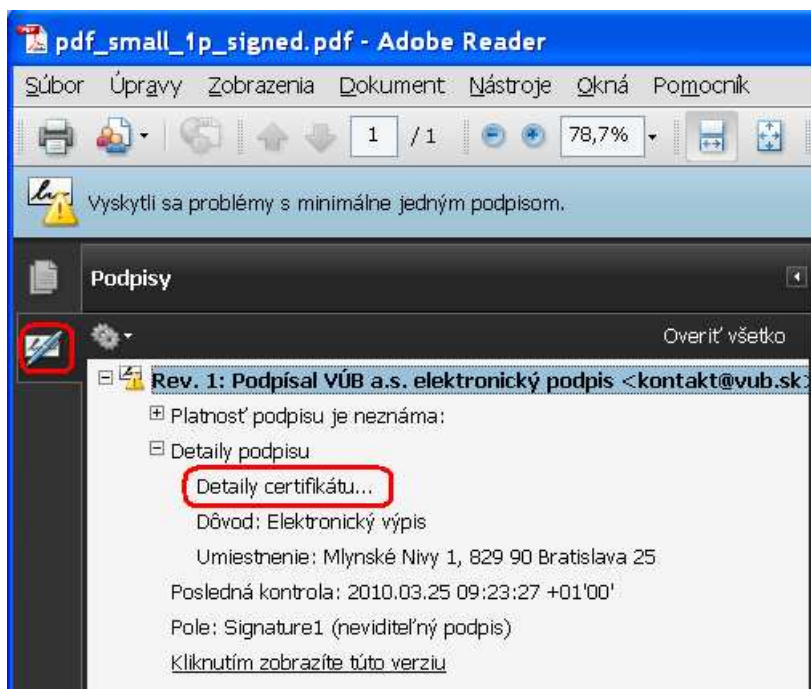 pdf_small_1p_signed.pdf - Adobe Reader
Súbor Úpravy Zobrazenia Dokument Nástroje Okná Pomocník
1 / 1 78,7%
Vyskytli sa problémy s minimálne jedným podpisom.
Podpisy
Overiť všetko
Rev. 1: Podpísal VÚB a.s. elektronický podpis <kontakt@vub.sk>
Platnosť podpisu je neznáma:
Detaily podpisu
Detaily certifikátu...
Dôvod: Elektronický výpis
Umiestnenie: Mlynské Nivy 1, 829 90 Bratislava 25
Posledná kontrola: 2010.03.25 09:23:27 +01'00'
Pole: Signature1 (neviditeľný podpis)
Kliknutím zobrazíte túto verziu